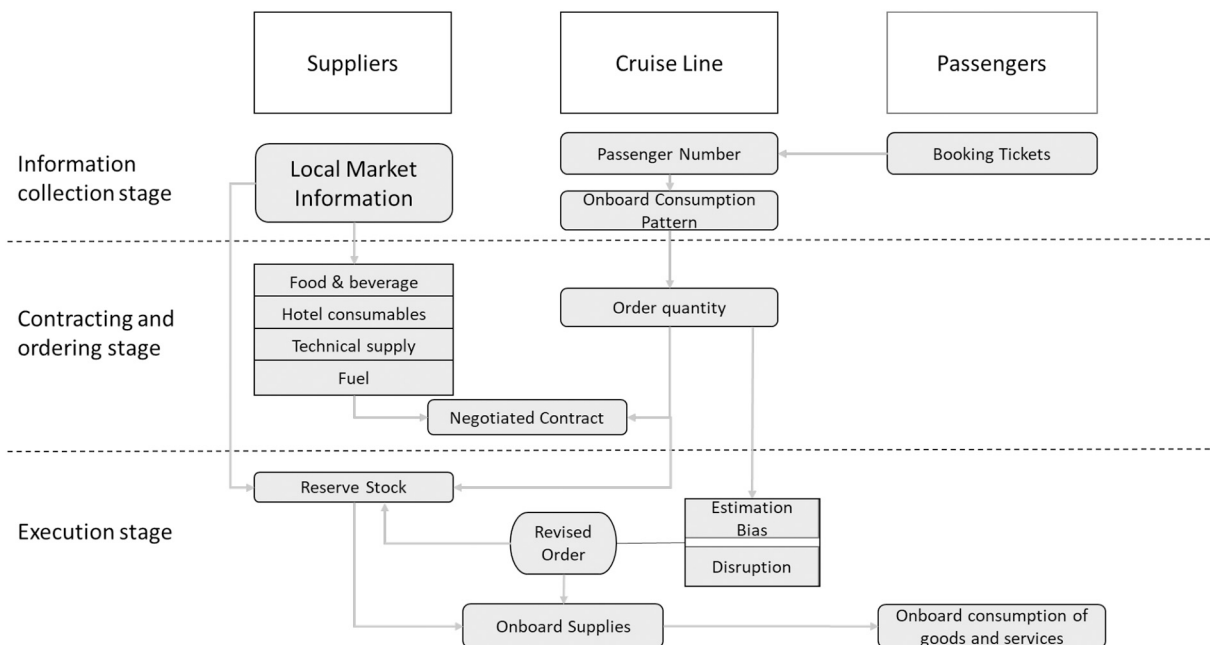 Suppliers
Cruise Line
Passengers
Information
collection stage
Local Market
Information
Passenger Number
Booking Tickets
Onboard Consumption
Pattern
Contracting and
ordering stage
Food & beverage
Hotel consumables
Technical supply
Fuel
Order quantity
Negotiated Contract
Execution stage
Reserve Stock
Revised
Order
Estimation
Bias
Disruption
Onboard Supplies
Onboard consumption of
goods and services